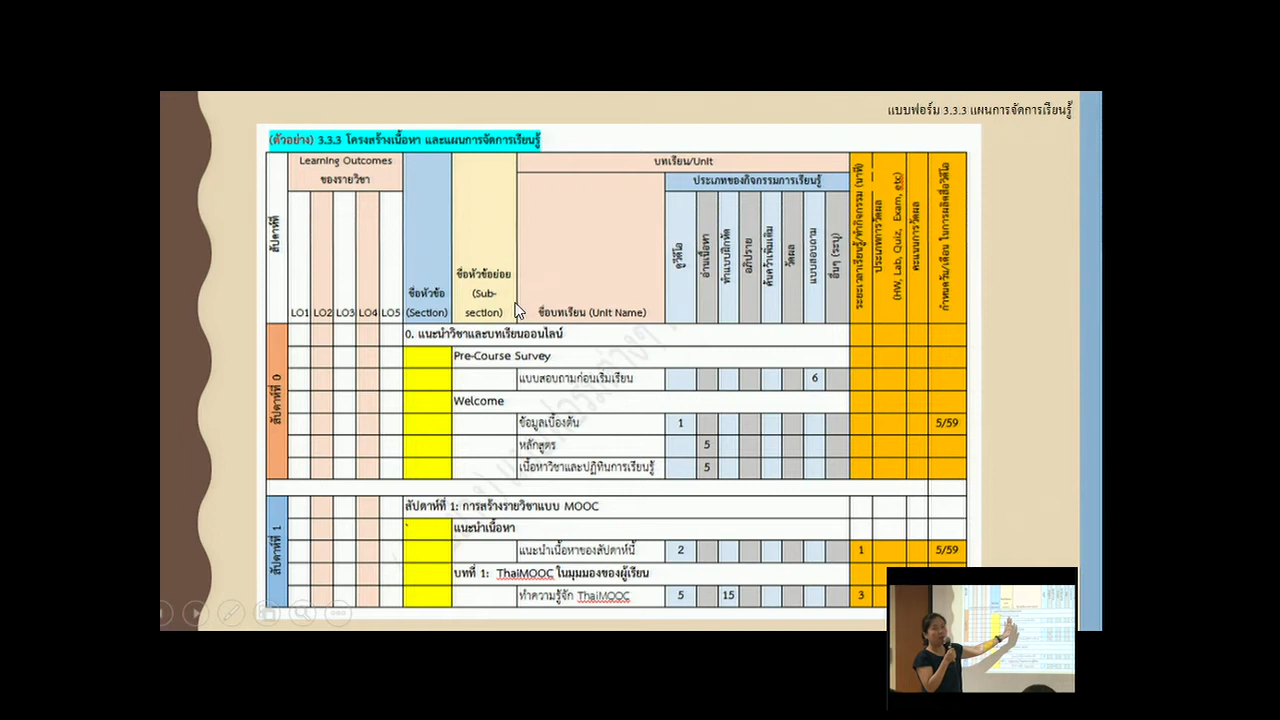 แบบฟอร์ม 3.3.3 แผนการจัดการเรียนรู้
(ตัวอย่าง) 3.3.3 โครงสร้างเนื้อหา และแผนการจัดการเรียนรู้
สัปดาห์ที่
Learning Outcomes
ของรายวิชา
LO1 LO2 LO3 LO4 LO5
ชื่อหัวข้อ
(Section)
ชื่อหัวข้อย่อย
(Sub-
section)
บทเรียน/Unit
ชื่อบทเรียน (Unit Name)
ประเภทของกิจกรรมการเรียนรู้
ดูวีดีโอ
อ่านเนื้อหา
ทำแบบฝึกหัด
อภิปราย
ค้นคว้าเพิ่มเติม
วัดผล
แบบสอบถาม
อื่นๆ (ระบุ)
ระยะเวลาเรียนรู้/ทำกิจกรรม (นาที)
ประเภทการวัดผล
(HW, Lab, Quiz, Exam, etc)
คะแนนการวัดผล
กำหนดวัน/เดือน ในการผลิตสื่อวีดีโอ
สัปดาห์ที่ 0
0. แนะนำวิชาและบทเรียนออนไลน์
Pre-Course Survey
แบบสอบถามก่อนเริ่มเรียน 6
Welcome
ข้อมูลเบื้องต้น 1 5/59
หลักสูตร 5
เนื้อหาวิชาและปฏิทินการเรียนรู้ 5
สัปดาห์ที่ 1
สัปดาห์ที่ 1: การสร้างรายวิชาแบบ MOOC
แนะนำเนื้อหา
แนะนำเนื้อหาของสัปดาห์นี้ 2 1 5/59
บทที่ 1: ThaiMOOC ในมุมมองของผู้เรียน
ทำความรู้จัก ThaiMOOC 5 15 3